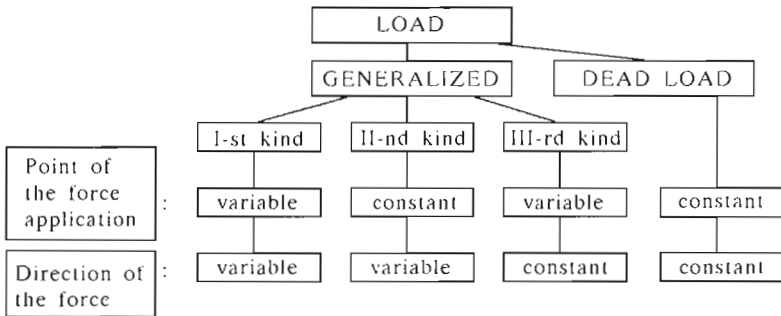 LOAD
GENERALIZED
DEAD LOAD
I-st kind
II-nd kind
III-rd kind
Point of
the force
application
:
variable
constant
variable
constant
Direction of
the force
:
variable
variable
constant
constant